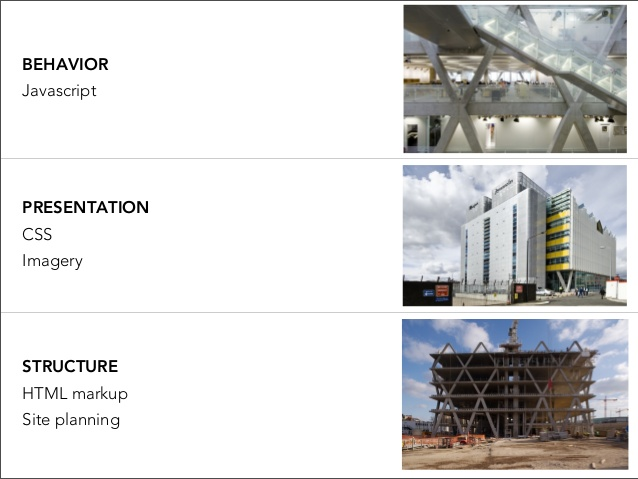 BEHAVIOR
Javascript
PRESENTATION
CSS
Imagery
STRUCTURE
HTML markup
Site planning